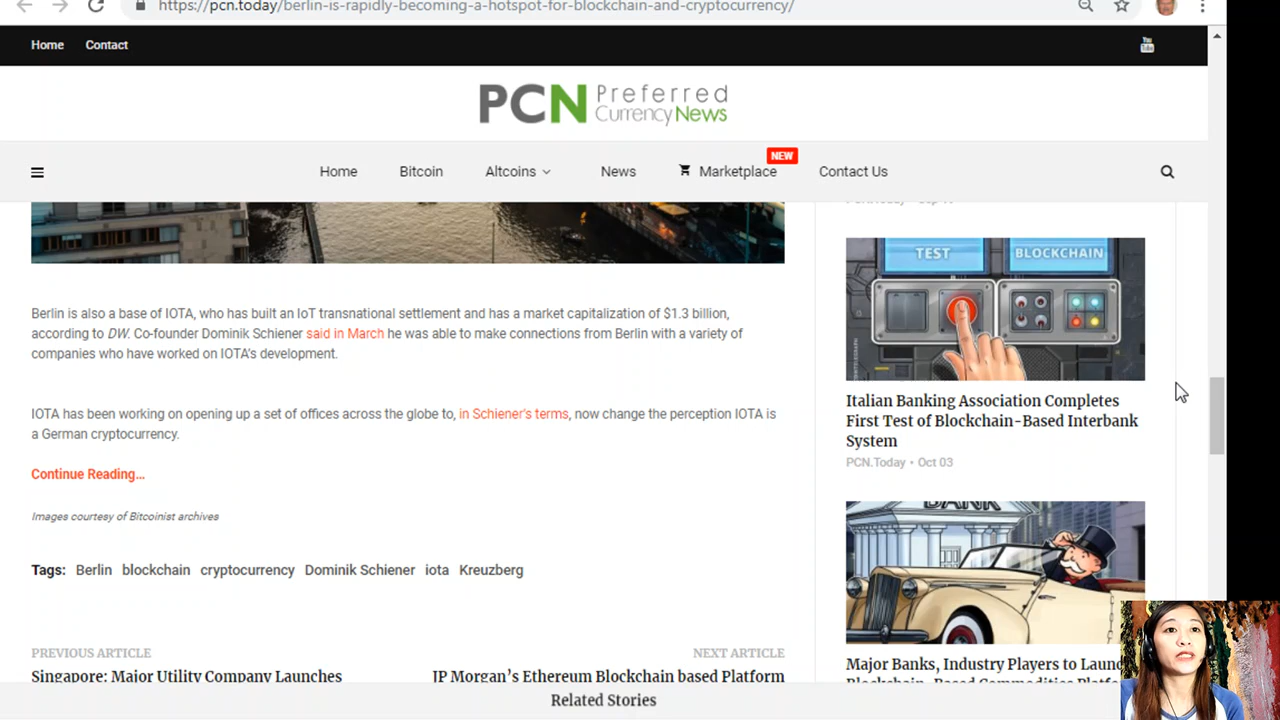 https://pcn.today/berlin-is-rapidly-becoming-a-hotspot-for-blockchain-and-cryptocurrency/
Home Contact
You Tube
PCN Preferred
Currency News
Home Bitcoin Altcoins News Marketplace NEW Contact Us
Berlin is also a base of IOTA, who has built an IoT transnational settlement and has a market capitalization of $1.3 billion,
according to DW. Co-founder Dominik Schiener said in March he was able to make connections from Berlin with a variety of
companies who have worked on IOTA's development.
IOTA has been working on opening up a set of offices across the globe to, in Schiener's terms, now change the perception IOTA is
a German cryptocurrency.
Continue Reading...
Images courtesy of Bitcoinist archives
Tags: Berlin blockchain cryptocurrency Dominik Schiener iota Kreuzberg
PREVIOUS ARTICLE
Singapore: Major Utility Company Launches
NEXT ARTICLE
JP Morgan's Ethereum Blockchain based Platform
Related Stories
PCN.Today
TEST BLOCKCHAIN
Italian Banking Association Completes
First Test of Blockchain-Based Interbank
System
PCN.Today • Oct 03
BANK
Major Banks, Industry Players to Launc